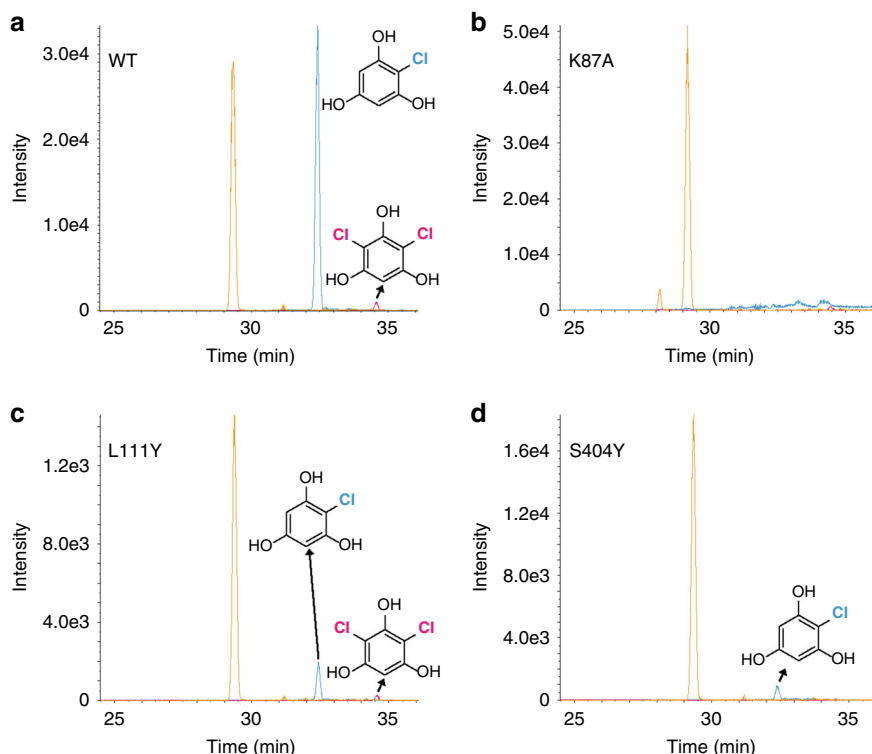 a
WT
3.0e4
2.0e4
1.0e4
0
Intensity
25 30 35
Time (min)
OH
Cl
HO OH
OH
Cl Cl
HO OH
b
K87A
5.0e4
4.0e4
3.0e4
2.0e4
1.0e4
0
Intensity
25 30 35
Time (min)
c
L111Y
1.2e3
8.0e3
4.0e3
0
Intensity
25 30 35
Time (min)
OH
Cl
HO OH
OH
Cl Cl
HO OH
d
S404Y
1.6e4
1.2e4
8.0e3
4.0e3
0
Intensity
25 30 35
Time (min)
OH
Cl
HO OH